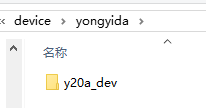 device > yongyida >
名称
y20a_dev